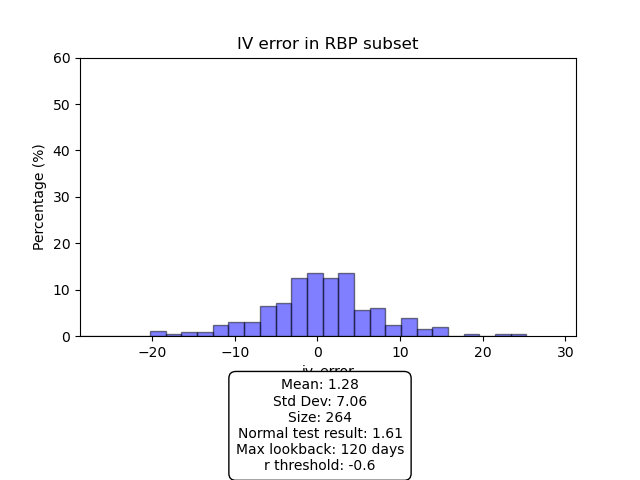 IV error in RBP subset
60
50
40
30
20
10
0
Percentage (%)
−20
−10
0
10
20
30
iv_error
Mean: 1.28
Std Dev: 7.06
Size: 264
Normal test result: 1.61
Max lookback: 120 days
r threshold: -0.6